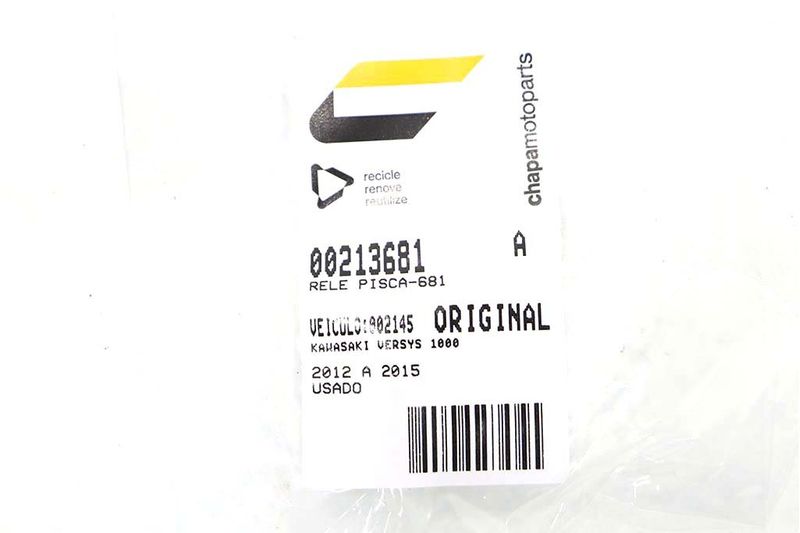 chapamotoparts
recicle
renove
reutilize
A
00213681
RELE PISCA-681
VEICULO:002145 ORIGINAL
KAWASAKI VERSYS 1000
2012 A 2015
USADO